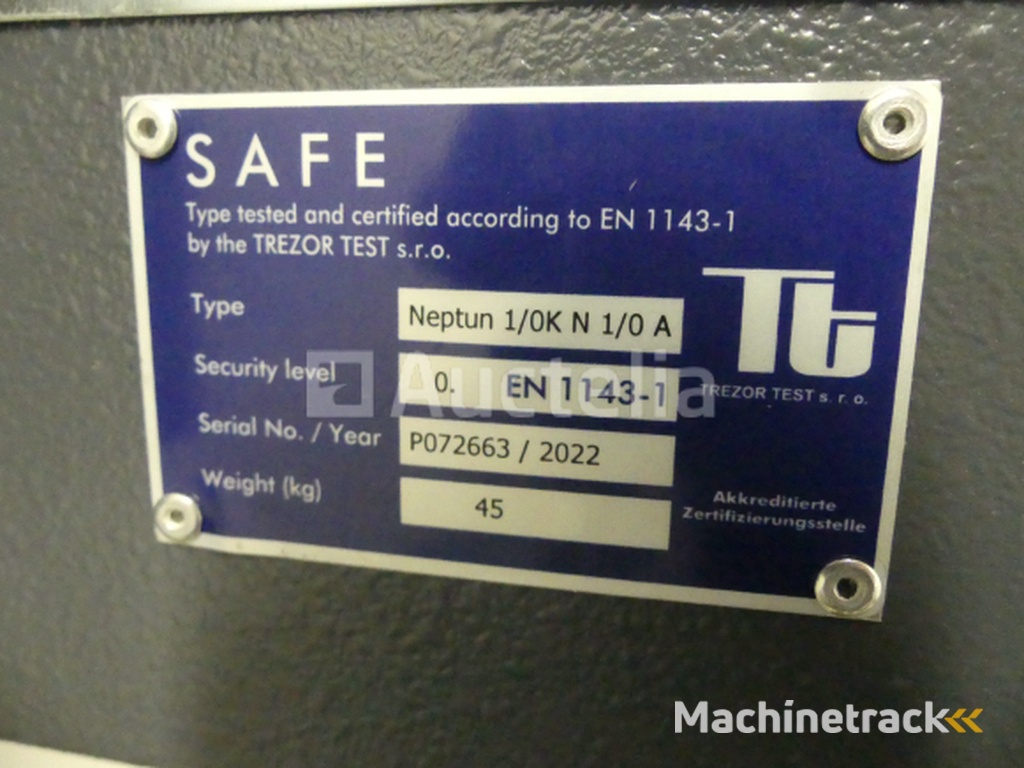 SAFE
Type tested and certified according to EN 1143-1
by the TREZOR TEST s.r.o.
Type Neptun 1/0K N 1/0 A
Security level 0. EN 1143-1
Serial No. / Year P072663 / 2022
Weight (kg) 45
Tt
TREZOR TEST s. r. o.
Akkreditierte
Zertifizierungsstelle
Auctelia
Machinetrack